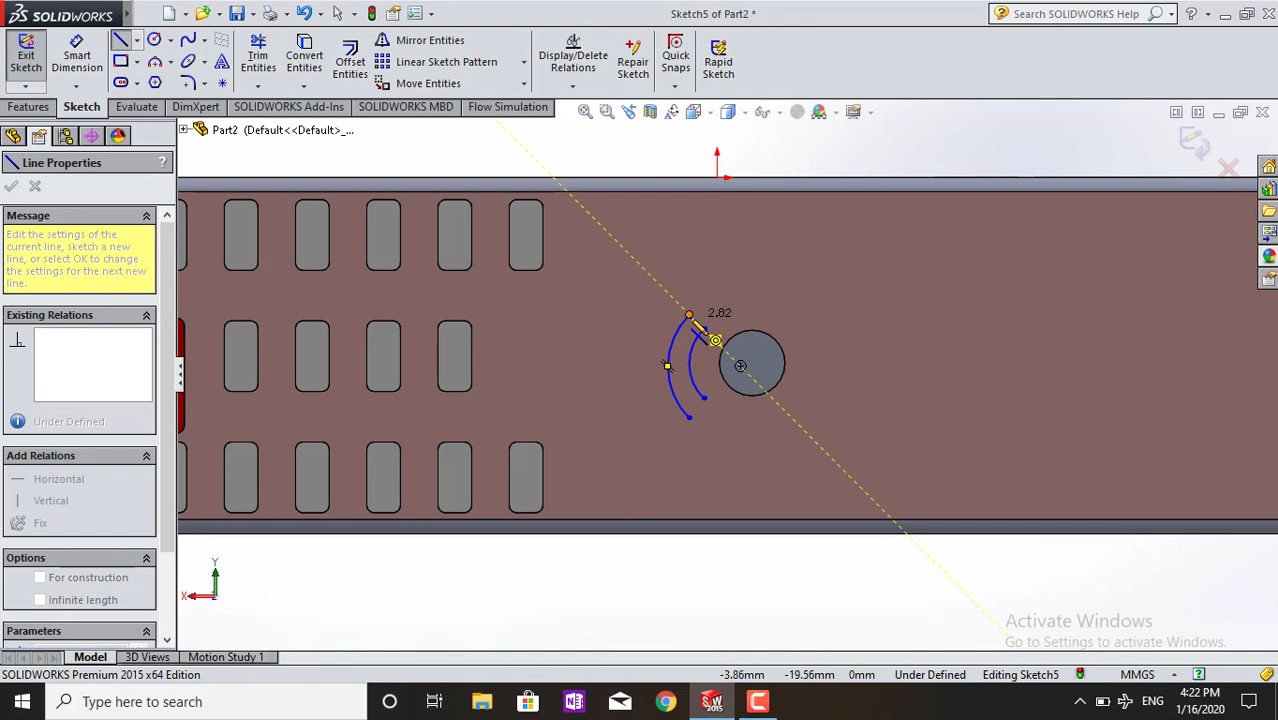 SOLIDWORKS
Sketch5 of Part2 *
Search SOLIDWORKS Help
Exit Sketch
Smart Dimension
Trim Entities
Convert Entities
Offset Entities
Mirror Entities
Linear Sketch Pattern
Move Entities
Display/Delete Relations
Repair Sketch
Quick Snaps
Rapid Sketch
Features
Sketch
Evaluate
DimXpert
SOLIDWORKS Add-Ins
SOLIDWORKS MBD
Flow Simulation
Part2 (Default<<Default>_...
Line Properties
?
Message
Edit the settings of the
current line, sketch a new
line, or select OK to change
the settings for the next new
line.
Existing Relations
Under Defined
Add Relations
Horizontal
Vertical
Fix
Options
For construction
Infinite length
Parameters
2.82
Y
X
Activate Windows
Go to Settings to activate Windows.
Model
3D Views
Motion Study 1
SOLIDWORKS Premium 2015 x64 Edition
-3.86mm
-19.56mm
0mm
Under Defined
Editing Sketch5
MMGS
Type here to search
ENG
4:22 PM
1/16/2020